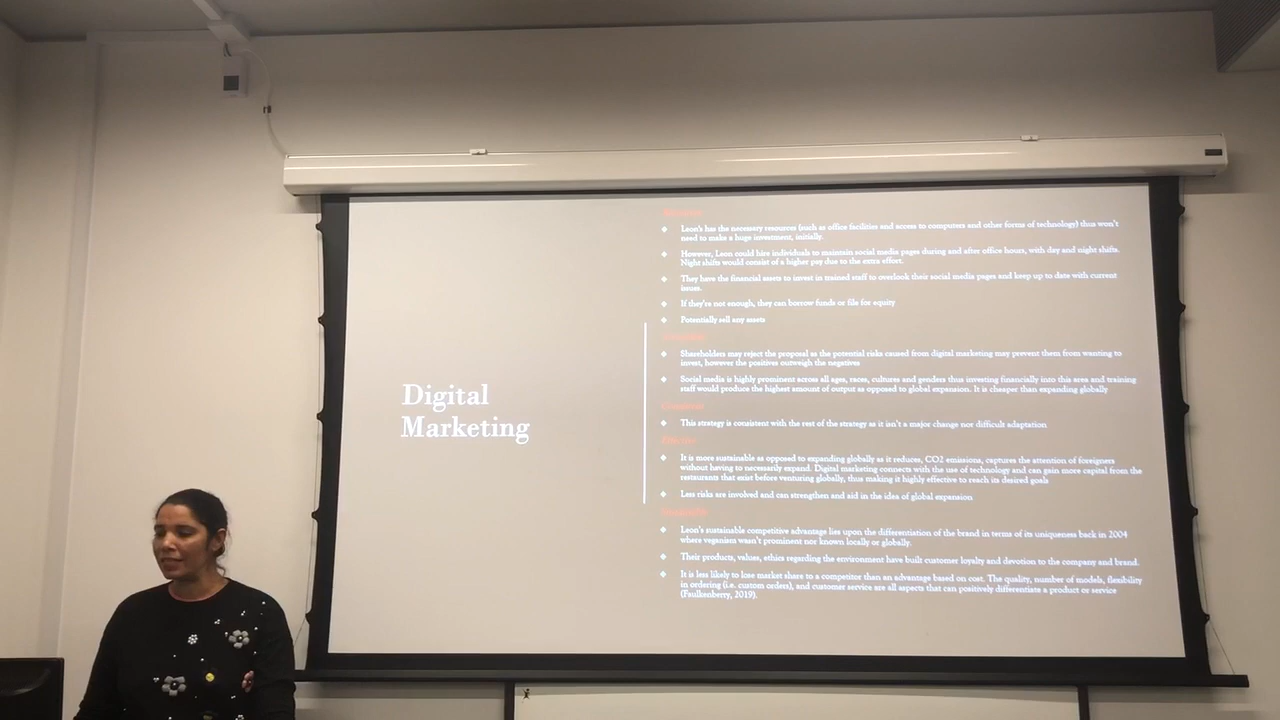 Digital
Marketing
Leon's has the necessary resources (such as office facilities and access to computers and other forms of technology) thus won't
need to make a huge investment, initially.
However, Leon could hire individuals to maintain social media pages during and after office hours, with day and night shifts.
Night shifts would consist of a higher pay due to the extra effort.
They have the financial assets to invest in trained staff to overlook their social media pages and keep up to date with current
issues.
If they're not enough, they can borrow funds or file for equity
Potentially sell any assets
Shareholders may reject the proposal as the potential risks caused from digital marketing may prevent them from wanting to
invest, however the positives outweigh the negatives
Social media is highly prominent across all ages, races, cultures and genders thus investing financially into this area and training
staff would produce the highest amount of output as opposed to global expansion. It is cheaper than expanding globally
This strategy is consistent with the rest of the strategy as it isn't a major change nor difficult adaptation
It is more sustainable as opposed to expanding globally as it reduces, CO2 emissions, captures the attention of foreigners
without having to necessarily expand. Digital marketing connects with the use of technology and can gain more capital from the
restaurants that exist before venturing globally, thus making it highly effective to reach its desired goals
Less risks are involved and can strengthen and aid in the idea of global expansion
Leon's sustainable competitive advantage lies upon the differentiation of the brand in terms of its uniqueness back in 2004
where veganism wasn't prominent nor known locally or globally.
Their products, values, ethics regarding the environment have built customer loyalty and devotion to the company and brand.
It is less likely to lose market share to a competitor than an advantage based on cost. The quality, number of models, flexibility
in ordering (i.e. custom orders), and customer service are all aspects that can positively differentiate a product or service
(Faulkenberry, 2019).